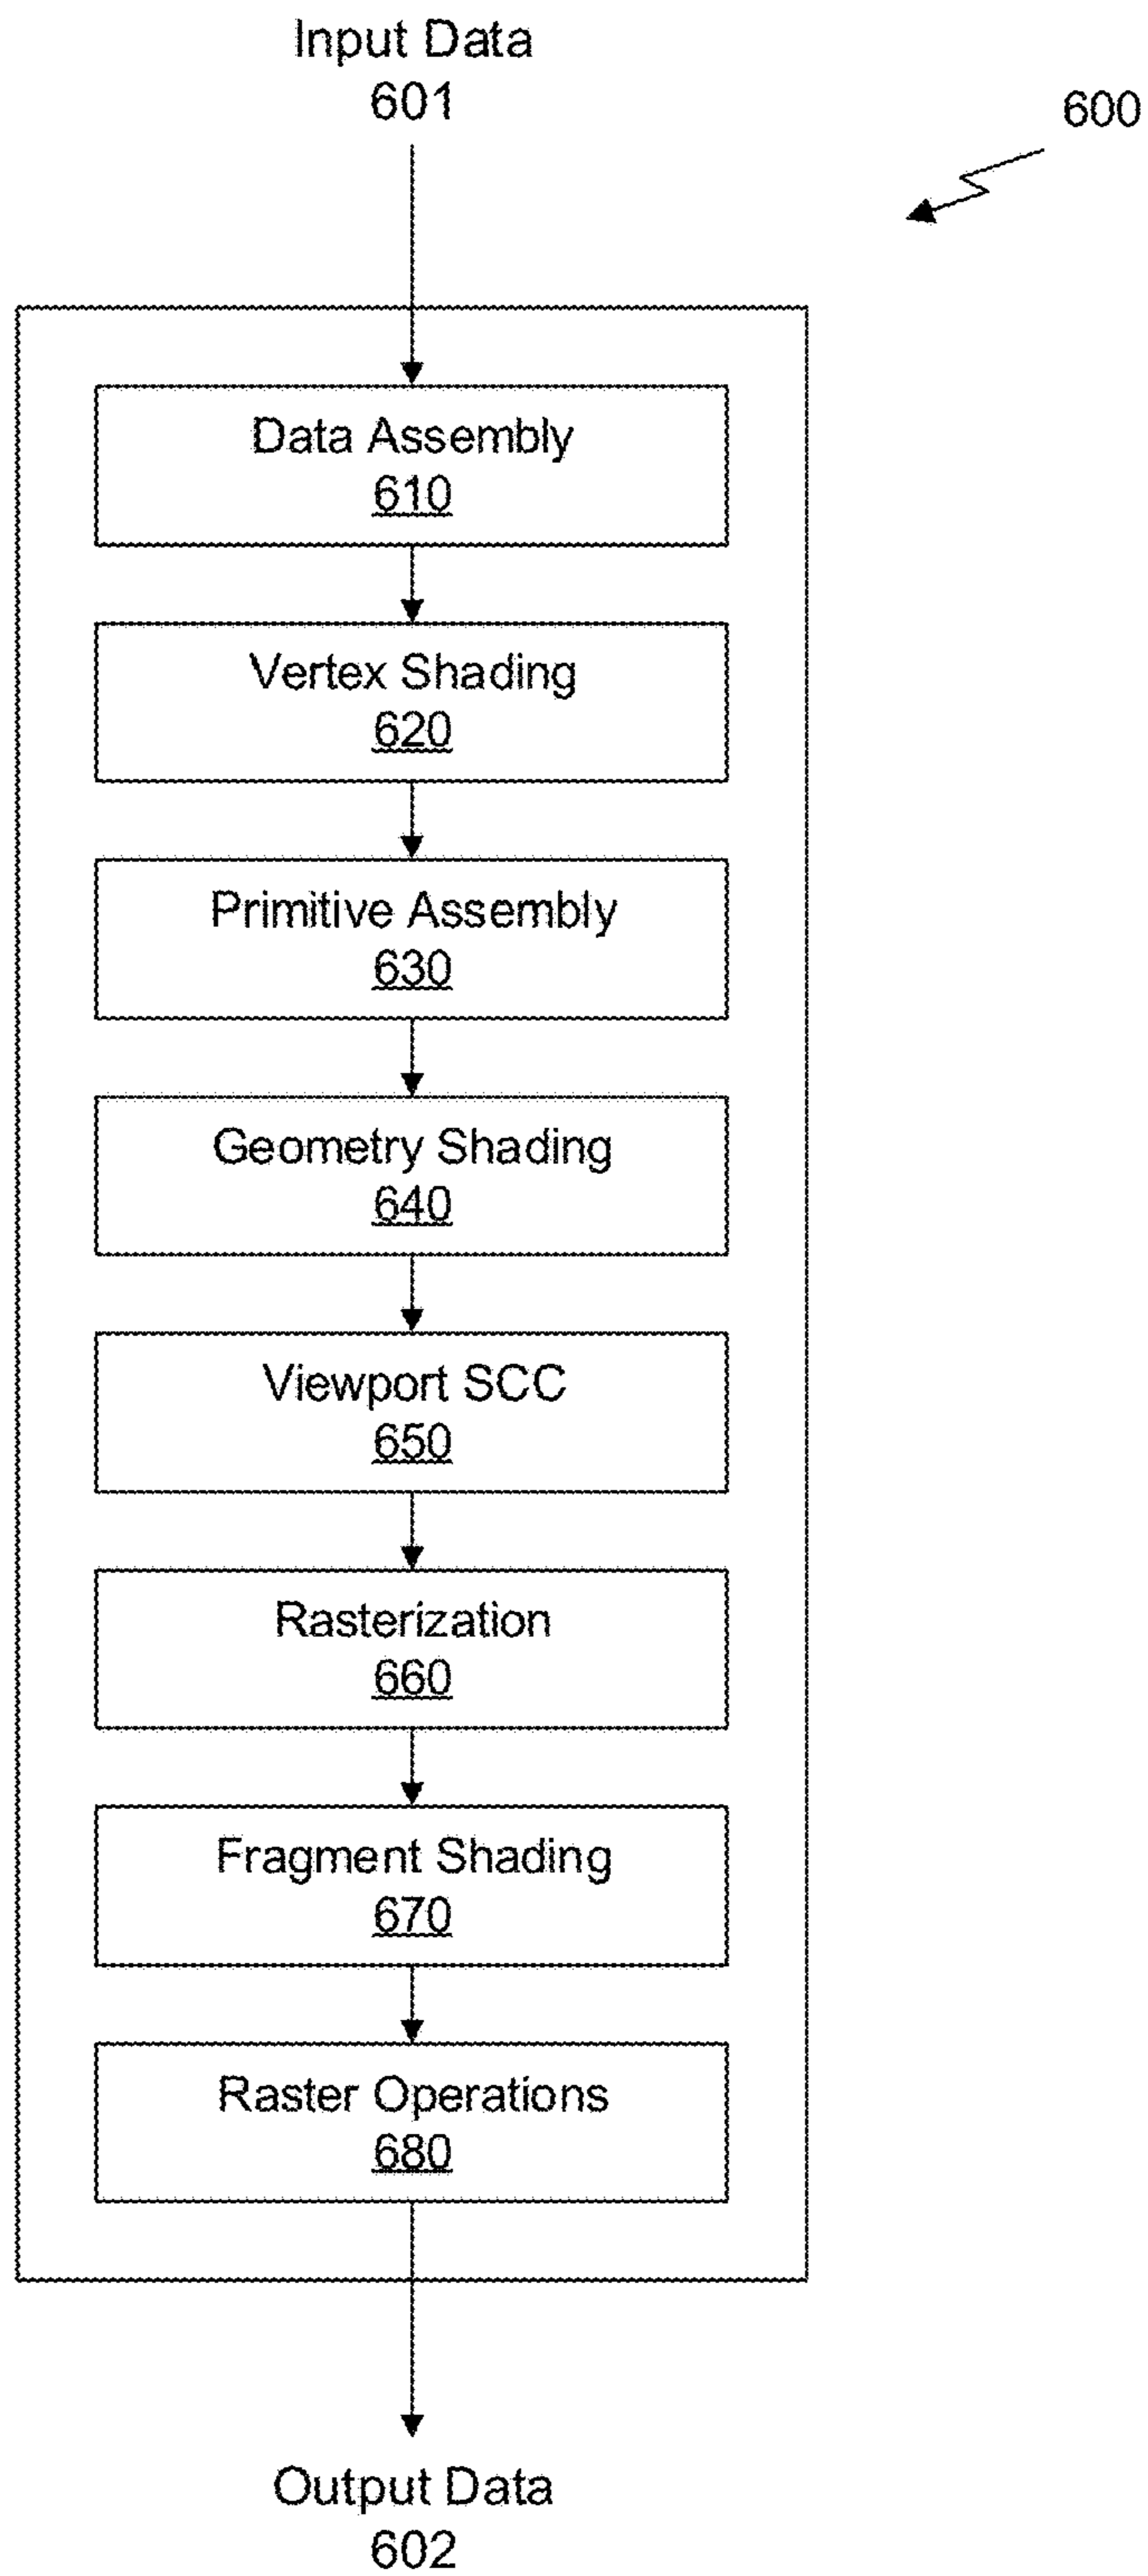 Input Data
601
600
Data Assembly
610
Vertex Shading
620
Primitive Assembly
630
Geometry Shading
640
Viewport SCC
650
Rasterization
660
Fragment Shading
670
Raster Operations
680
Output Data
602